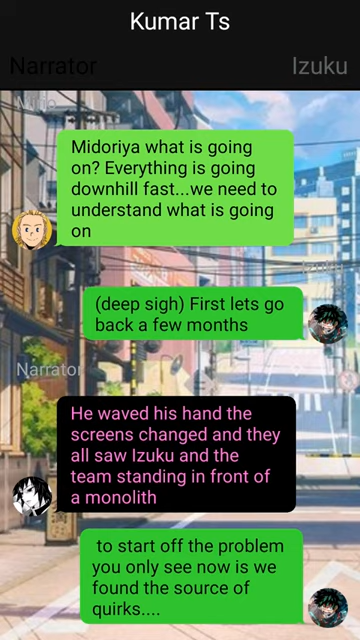 Kumar Ts
Narrator
Izuku
Mirio
Midoriya what is going
on? Everything is going
downhill fast...we need to
understand what is going
on
Izuku
(deep sigh) First lets go
back a few months
Narrator
He waved his hand the
screens changed and they
all saw Izuku and the
team standing in front of
a monolith
to start off the problem
you only see now is we
found the source of
quirks....